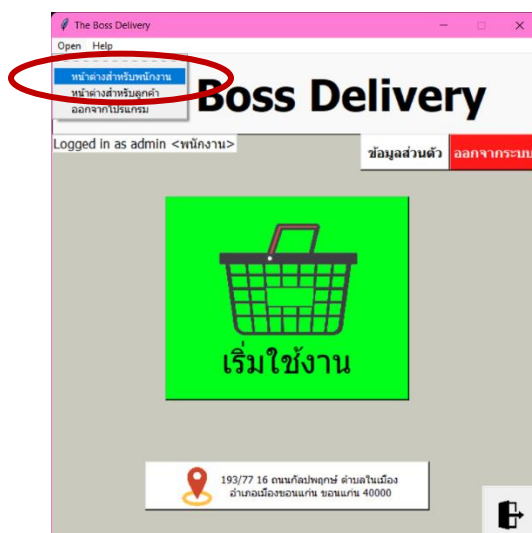 The Boss Delivery
Open Help
หน้าต่างสำหรับพนักงาน
หน้าต่างสำหรับลูกค้า
ออกจากโปรแกรม
Boss Delivery
Logged in as admin <พนักงาน>
ข้อมูลส่วนตัว
ออกจากระบบ
เริ่มใช้งาน
193/77 16 ถนนกัลปพฤกษ์ ตำบลในเมือง
อำเภอเมืองขอนแก่น ขอนแก่น 40000